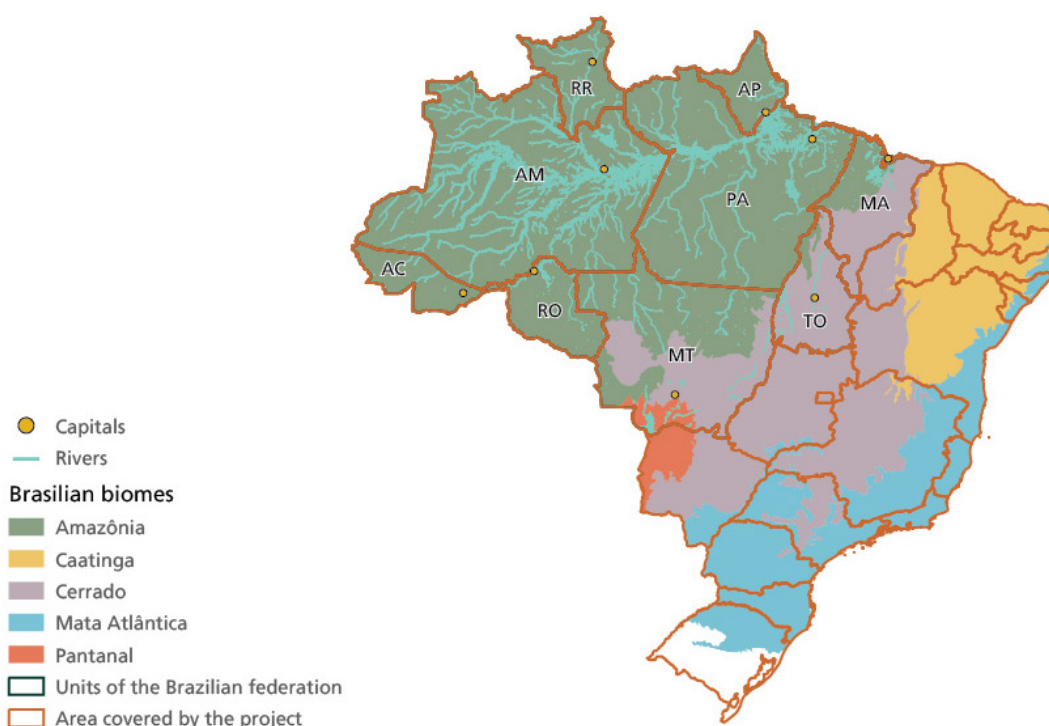 RR
AP
AM
PA
MA
AC
RO
TO
MT
Capitals
Rivers
Brasilian biomes
Amazônia
Caatinga
Cerrado
Mata Atlântica
Pantanal
Units of the Brazilian federation
Area covered by the project